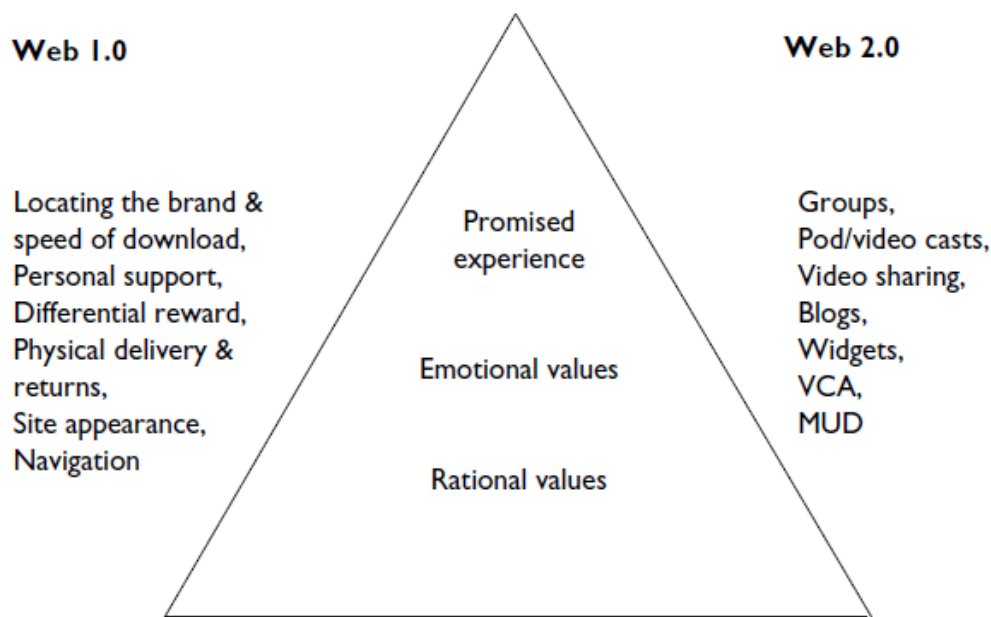 Web 1.0
Web 2.0
Locating the brand &
speed of download,
Personal support,
Differential reward,
Physical delivery &
returns,
Site appearance,
Navigation
Promised
experience
Emotional values
Rational values
Groups,
Pod/video casts,
Video sharing,
Blogs,
Widgets,
VCA,
MUD